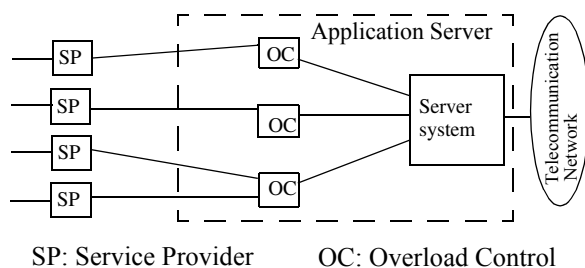 Application Server
SP
OC
SP
OC
Server
system
SP
SP
OC
Telecommunication
Network
SP: Service Provider
OC: Overload Control